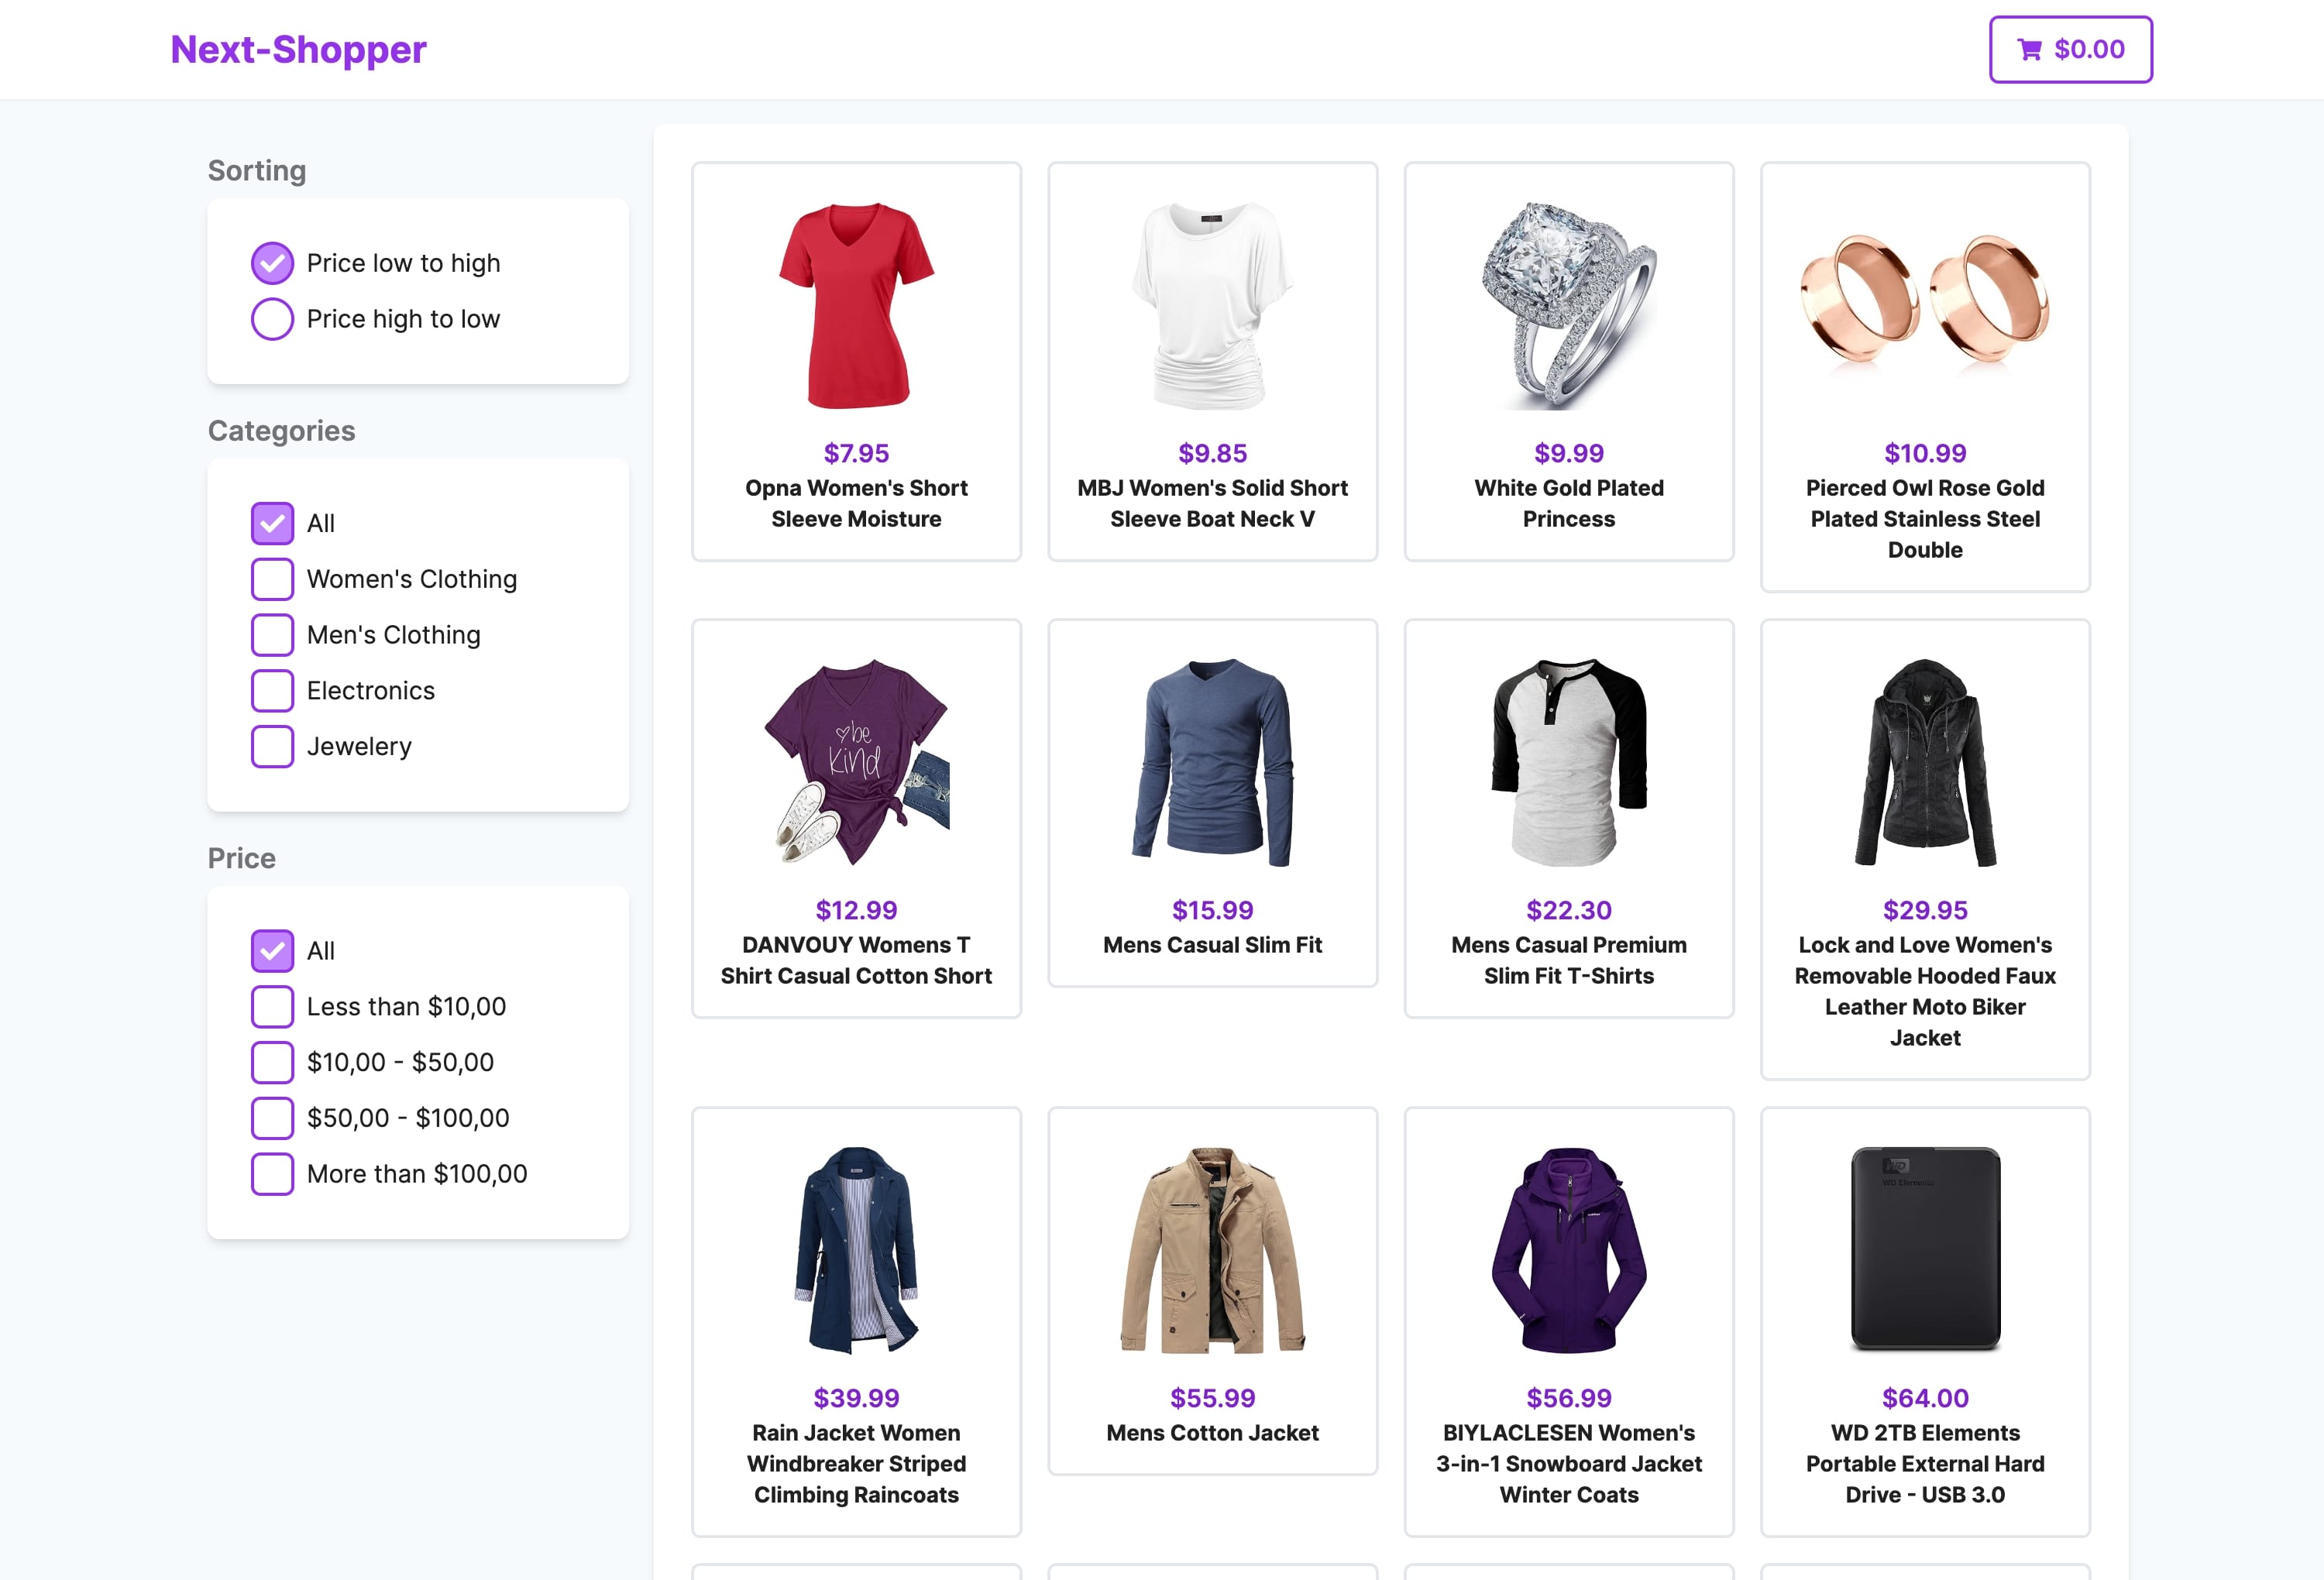 Next-Shopper
$0.00
Sorting
Price low to high
Price high to low
Categories
All
Women's Clothing
Men's Clothing
Electronics
Jewelery
Price
All
Less than $10,00
$10,00 - $50,00
$50,00 - $100,00
More than $100,00
$7.95
Opna Women's Short
Sleeve Moisture
$9.85
MBJ Women's Solid Short
Sleeve Boat Neck V
$9.99
White Gold Plated
Princess
$10.99
Pierced Owl Rose Gold
Plated Stainless Steel
Double
be
kind
$12.99
DANVOUY Womens T
Shirt Casual Cotton Short
$15.99
Mens Casual Slim Fit
$22.30
Mens Casual Premium
Slim Fit T-Shirts
$29.95
Lock and Love Women's
Removable Hooded Faux
Leather Moto Biker
Jacket
$39.99
Rain Jacket Women
Windbreaker Striped
Climbing Raincoats
$55.99
Mens Cotton Jacket
$56.99
BIYLACLESEN Women's
3-in-1 Snowboard Jacket
Winter Coats
WD
WD Elements
$64.00
WD 2TB Elements
Portable External Hard
Drive - USB 3.0